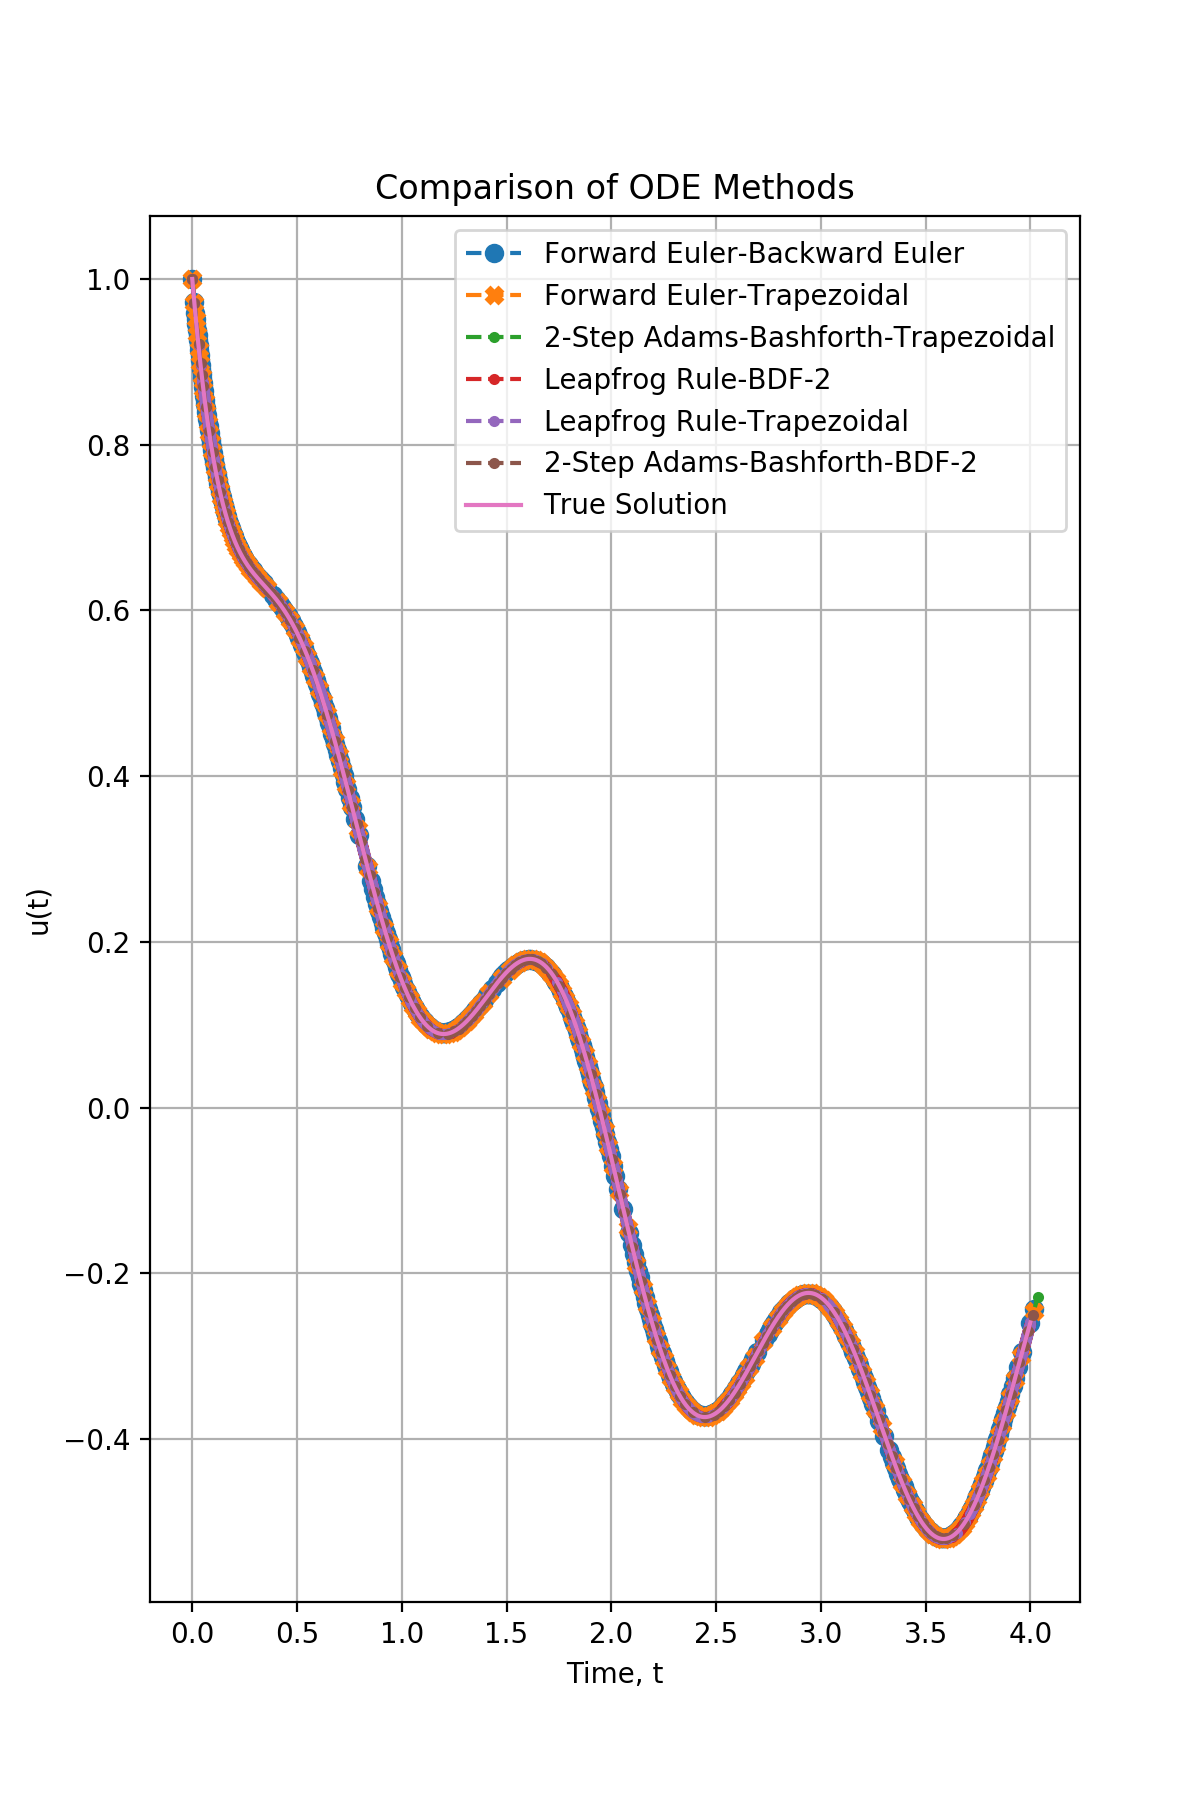 Comparison of ODE Methods
Forward Euler-Backward Euler
Forward Euler-Trapezoidal
2-Step Adams-Bashforth-Trapezoidal
Leapfrog Rule-BDF-2
Leapfrog Rule-Trapezoidal
2-Step Adams-Bashforth-BDF-2
True Solution
1.0
0.8
0.6
0.4
0.2
0.0
−0.2
−0.4
u(t)
0.0 0.5 1.0 1.5 2.0 2.5 3.0 3.5 4.0
Time, t